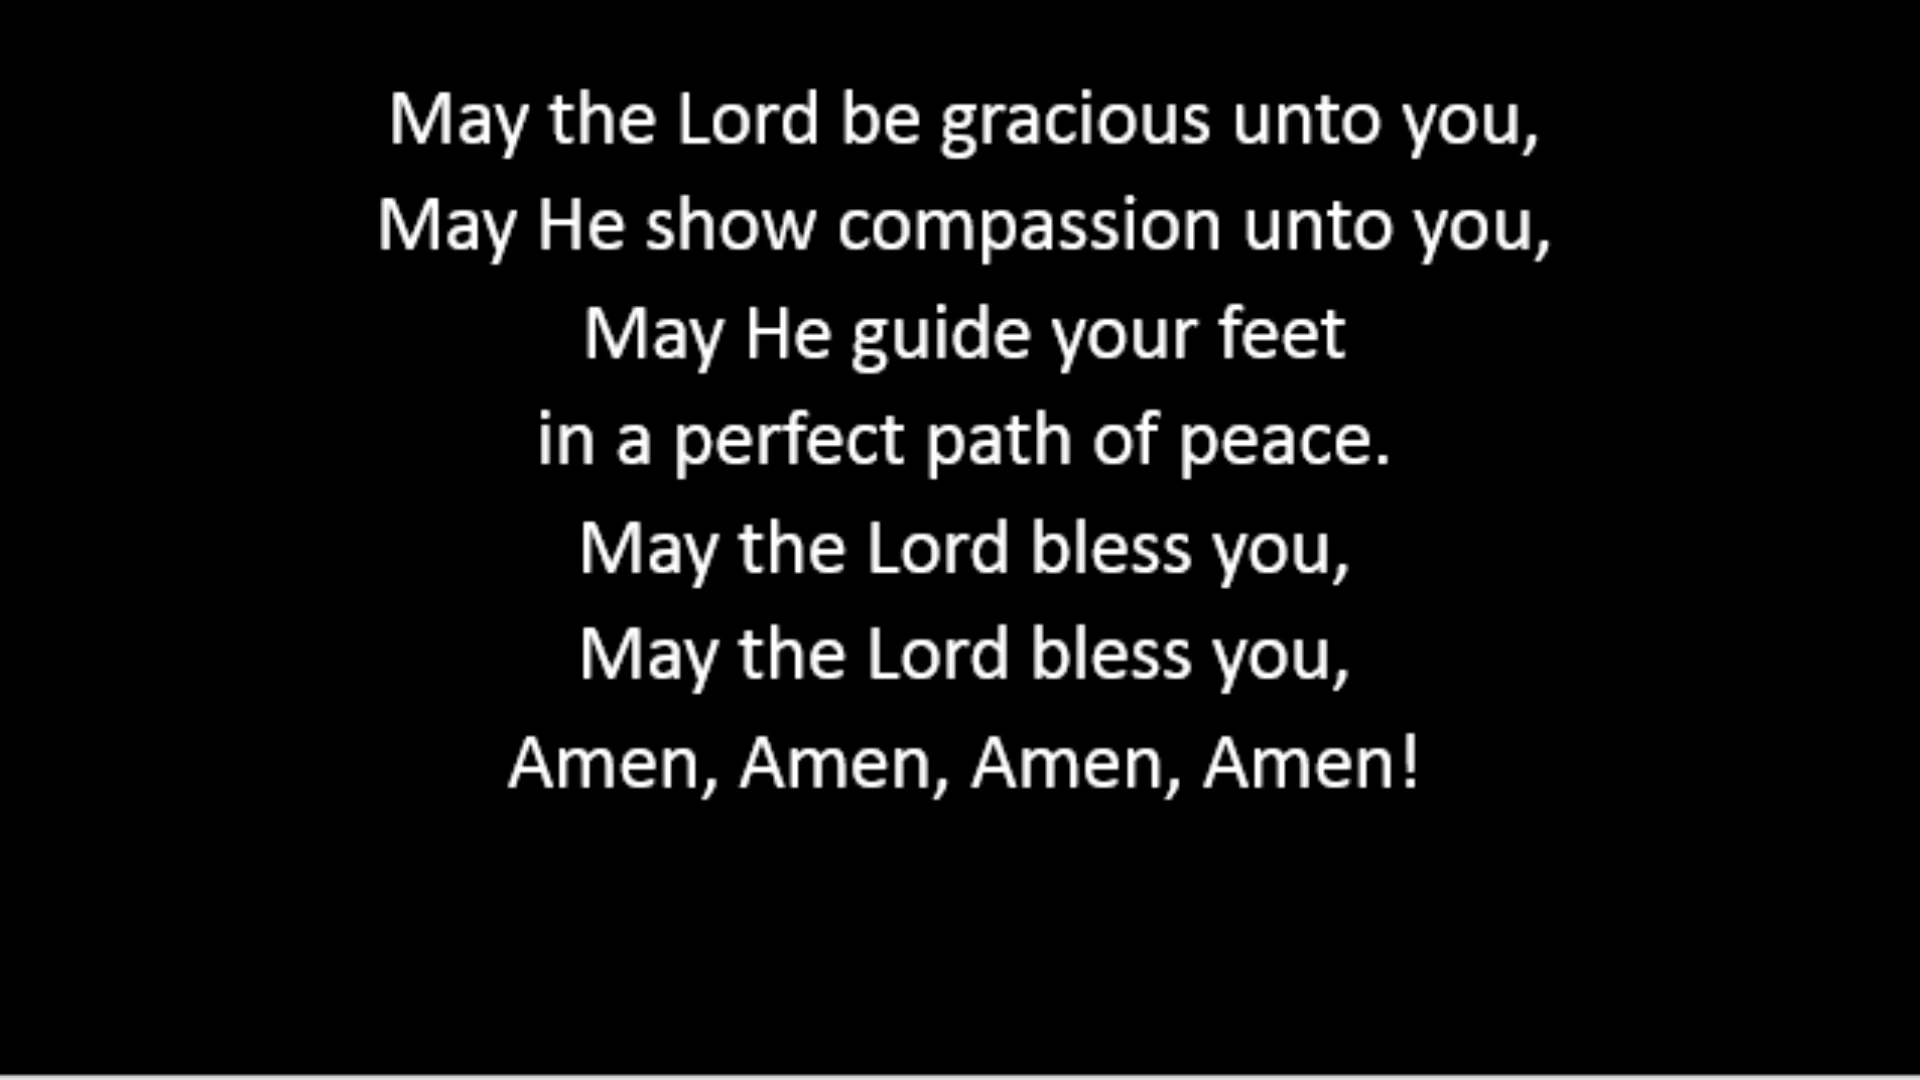 May the Lord be gracious unto you,
May He show compassion unto you,
May He guide your feet
in a perfect path of peace.
May the Lord bless you,
May the Lord bless you,
Amen, Amen, Amen, Amen!